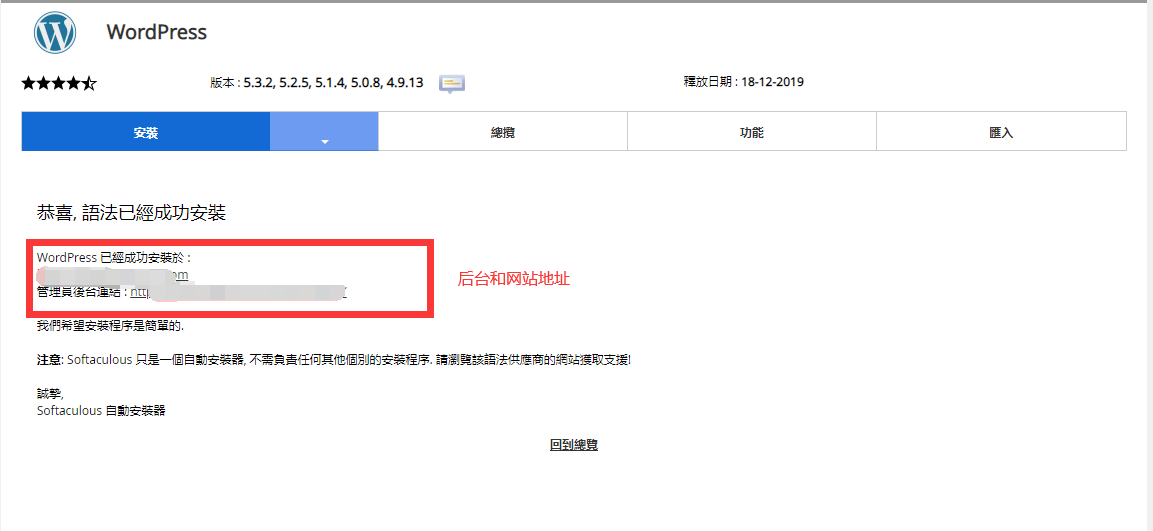 WordPress
版本 : 5.3.2, 5.2.5, 5.1.4, 5.0.8, 4.9.13
釋放日期 : 18-12-2019
安裝
總攬
功能
匯入
恭喜, 語法已經成功安裝
WordPress 已經成功安裝於 :
om
管理員後台連結 : http
后台和网站地址
我們希望安裝程序是簡單的.
注意: Softaculous 只是一個自動安裝器, 不需負責任何其他個別的安裝程序. 請瀏覽該語法供應商的網站獲取支援!
誠摯,
Softaculous 自動安裝器
回到總覽